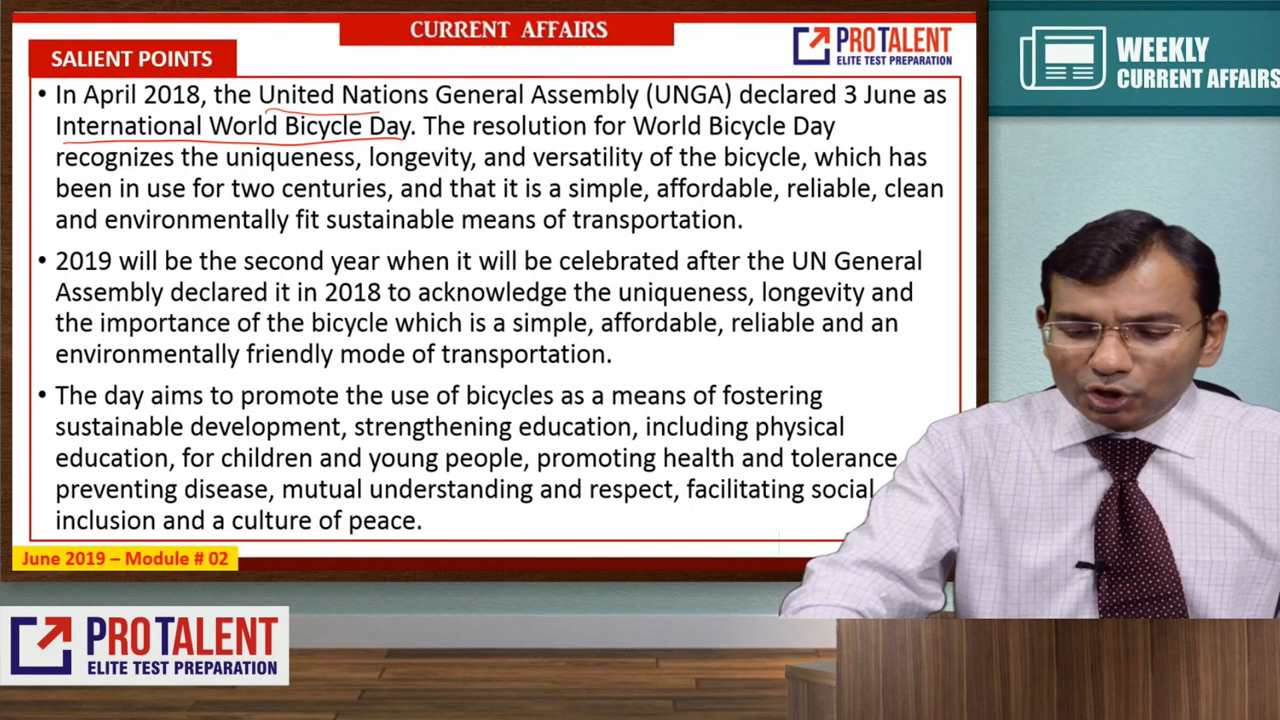 CURRENT AFFAIRS
SALIENT POINTS
PRO TALENT
ELITE TEST PREPARATION
WEEKLY
CURRENT AFFAIRS
• In April 2018, the United Nations General Assembly (UNGA) declared 3 June as
International World Bicycle Day. The resolution for World Bicycle Day
recognizes the uniqueness, longevity, and versatility of the bicycle, which has
been in use for two centuries, and that it is a simple, affordable, reliable, clean
and environmentally fit sustainable means of transportation.
• 2019 will be the second year when it will be celebrated after the UN General
Assembly declared it in 2018 to acknowledge the uniqueness, longevity and
the importance of the bicycle which is a simple, affordable, reliable and an
environmentally friendly mode of transportation.
• The day aims to promote the use of bicycles as a means of fostering
sustainable development, strengthening education, including physical
education, for children and young people, promoting health and tolerance
preventing disease, mutual understanding and respect, facilitating social
inclusion and a culture of peace.
June 2019 – Module # 02
PRO TALENT
ELITE TEST PREPARATION